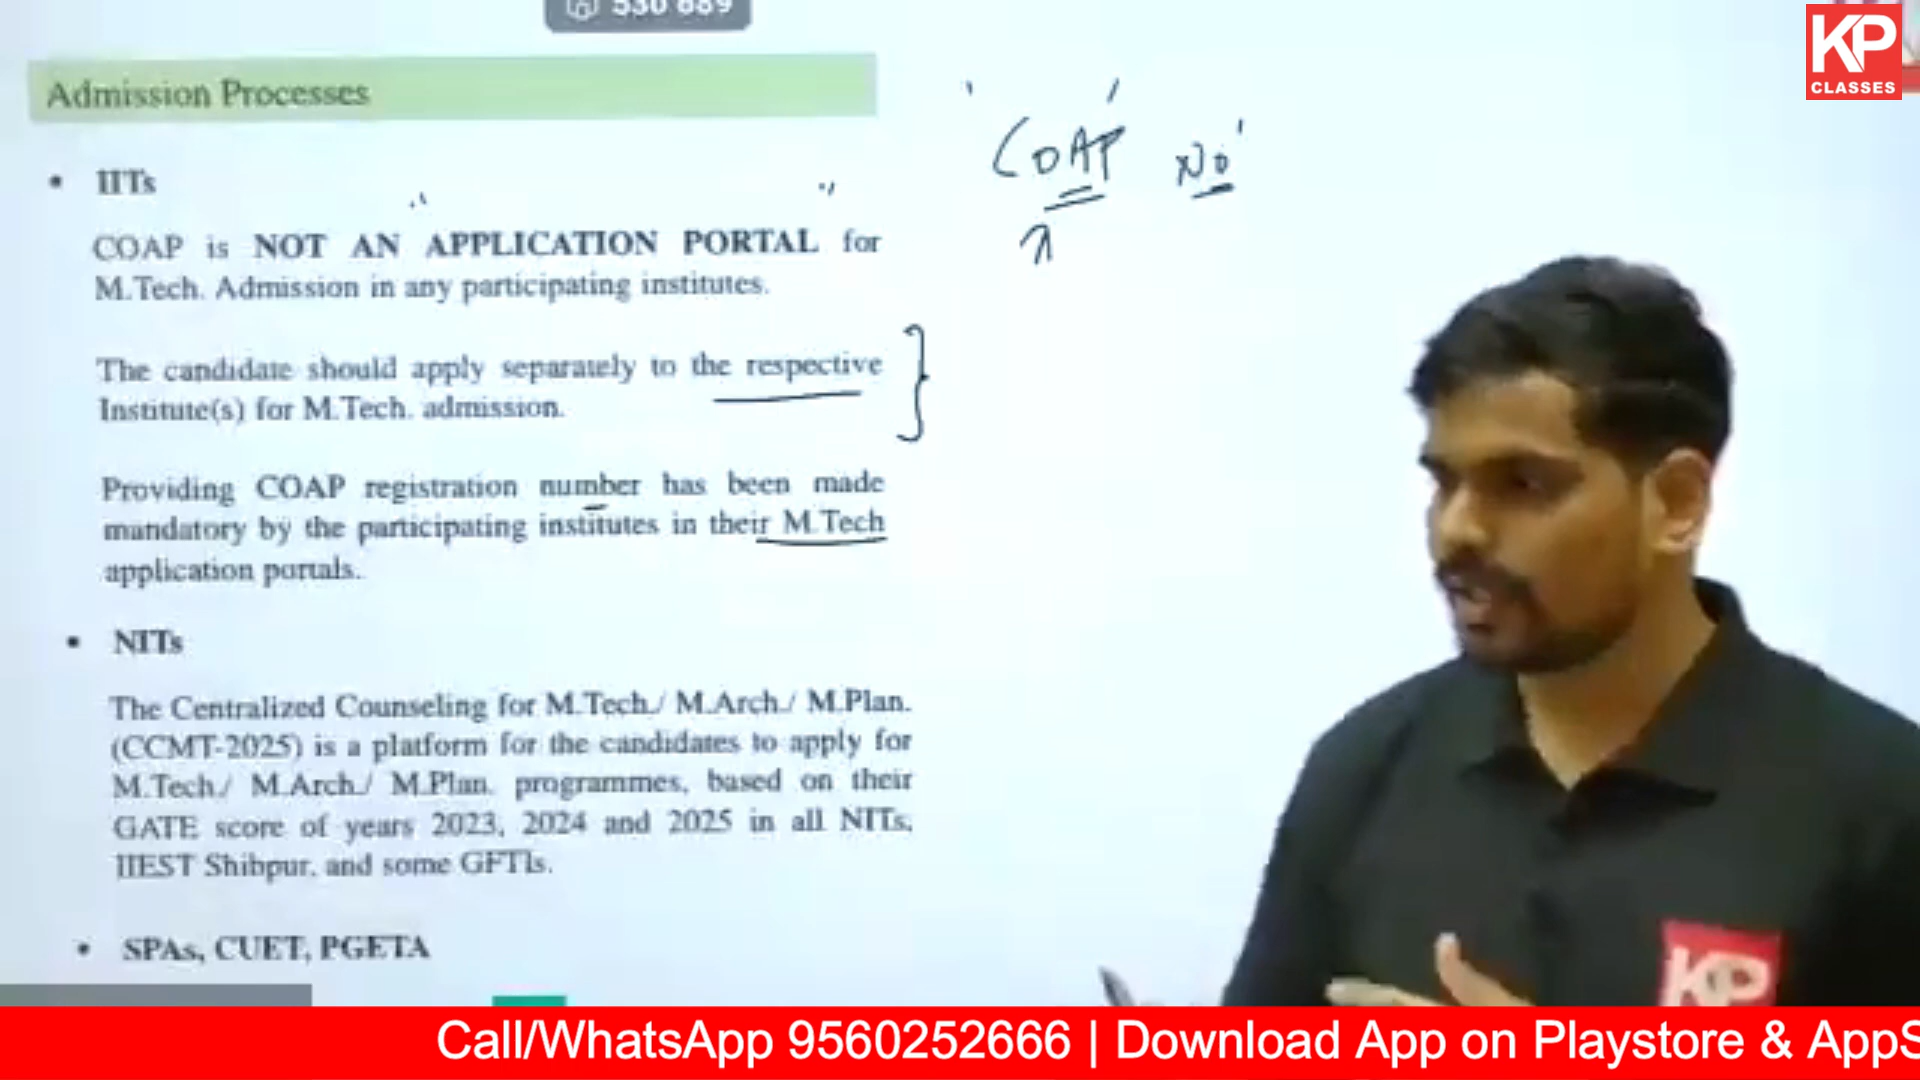 530 689
KP
CLASSES
Admission Processes
COAP No
• IITs
COAP is NOT AN APPLICATION PORTAL for
M.Tech. Admission in any participating institutes.
The candidate should apply separately to the respective
Institute(s) for M.Tech. admission.
Providing COAP registration number has been made
mandatory by the participating institutes in their M.Tech
application portals.
• NITs
The Centralized Counseling for M.Tech./ M.Arch./ M.Plan.
(CCMT-2025) is a platform for the candidates to apply for
M.Tech./ M.Arch./ M.Plan. programmes, based on their
GATE score of years 2023, 2024 and 2025 in all NITs,
IIEST Shibpur, and some GFTIs.
• SPAs, CUET, PGETA
KP
Call/WhatsApp 9560252666 | Download App on Playstore & AppS